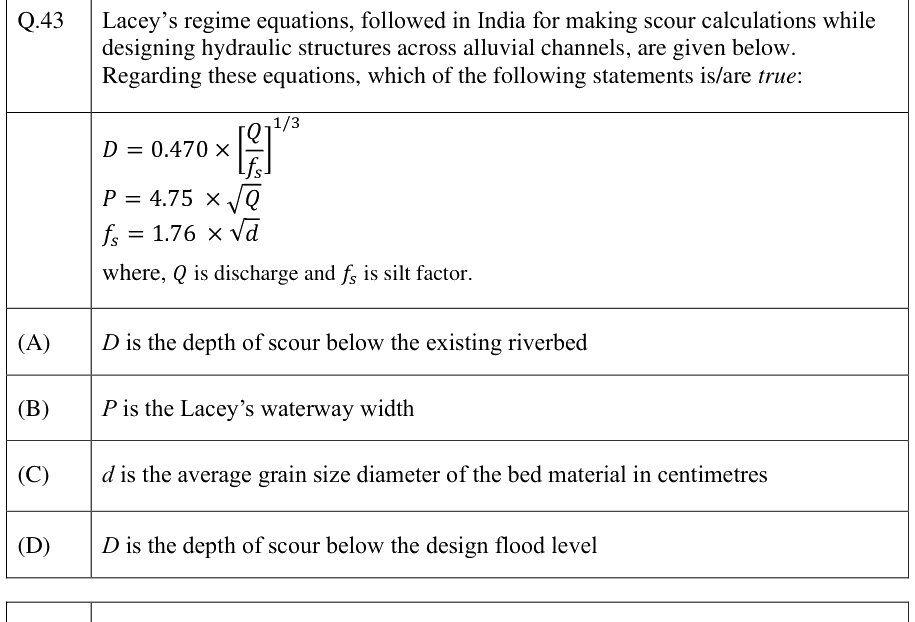 Q.43 Lacey’s regime equations, followed in India for making scour calculations while
designing hydraulic structures across alluvial channels, are given below.
Regarding these equations, which of the following statements is/are true:
D = 0.470 × [Q/fₛ]^1/3
P = 4.75 × √Q
fₛ = 1.76 × √d
where, Q is discharge and fₛ is silt factor.
(A) D is the depth of scour below the existing riverbed
(B) P is the Lacey’s waterway width
(C) d is the average grain size diameter of the bed material in centimetres
(D) D is the depth of scour below the design flood level